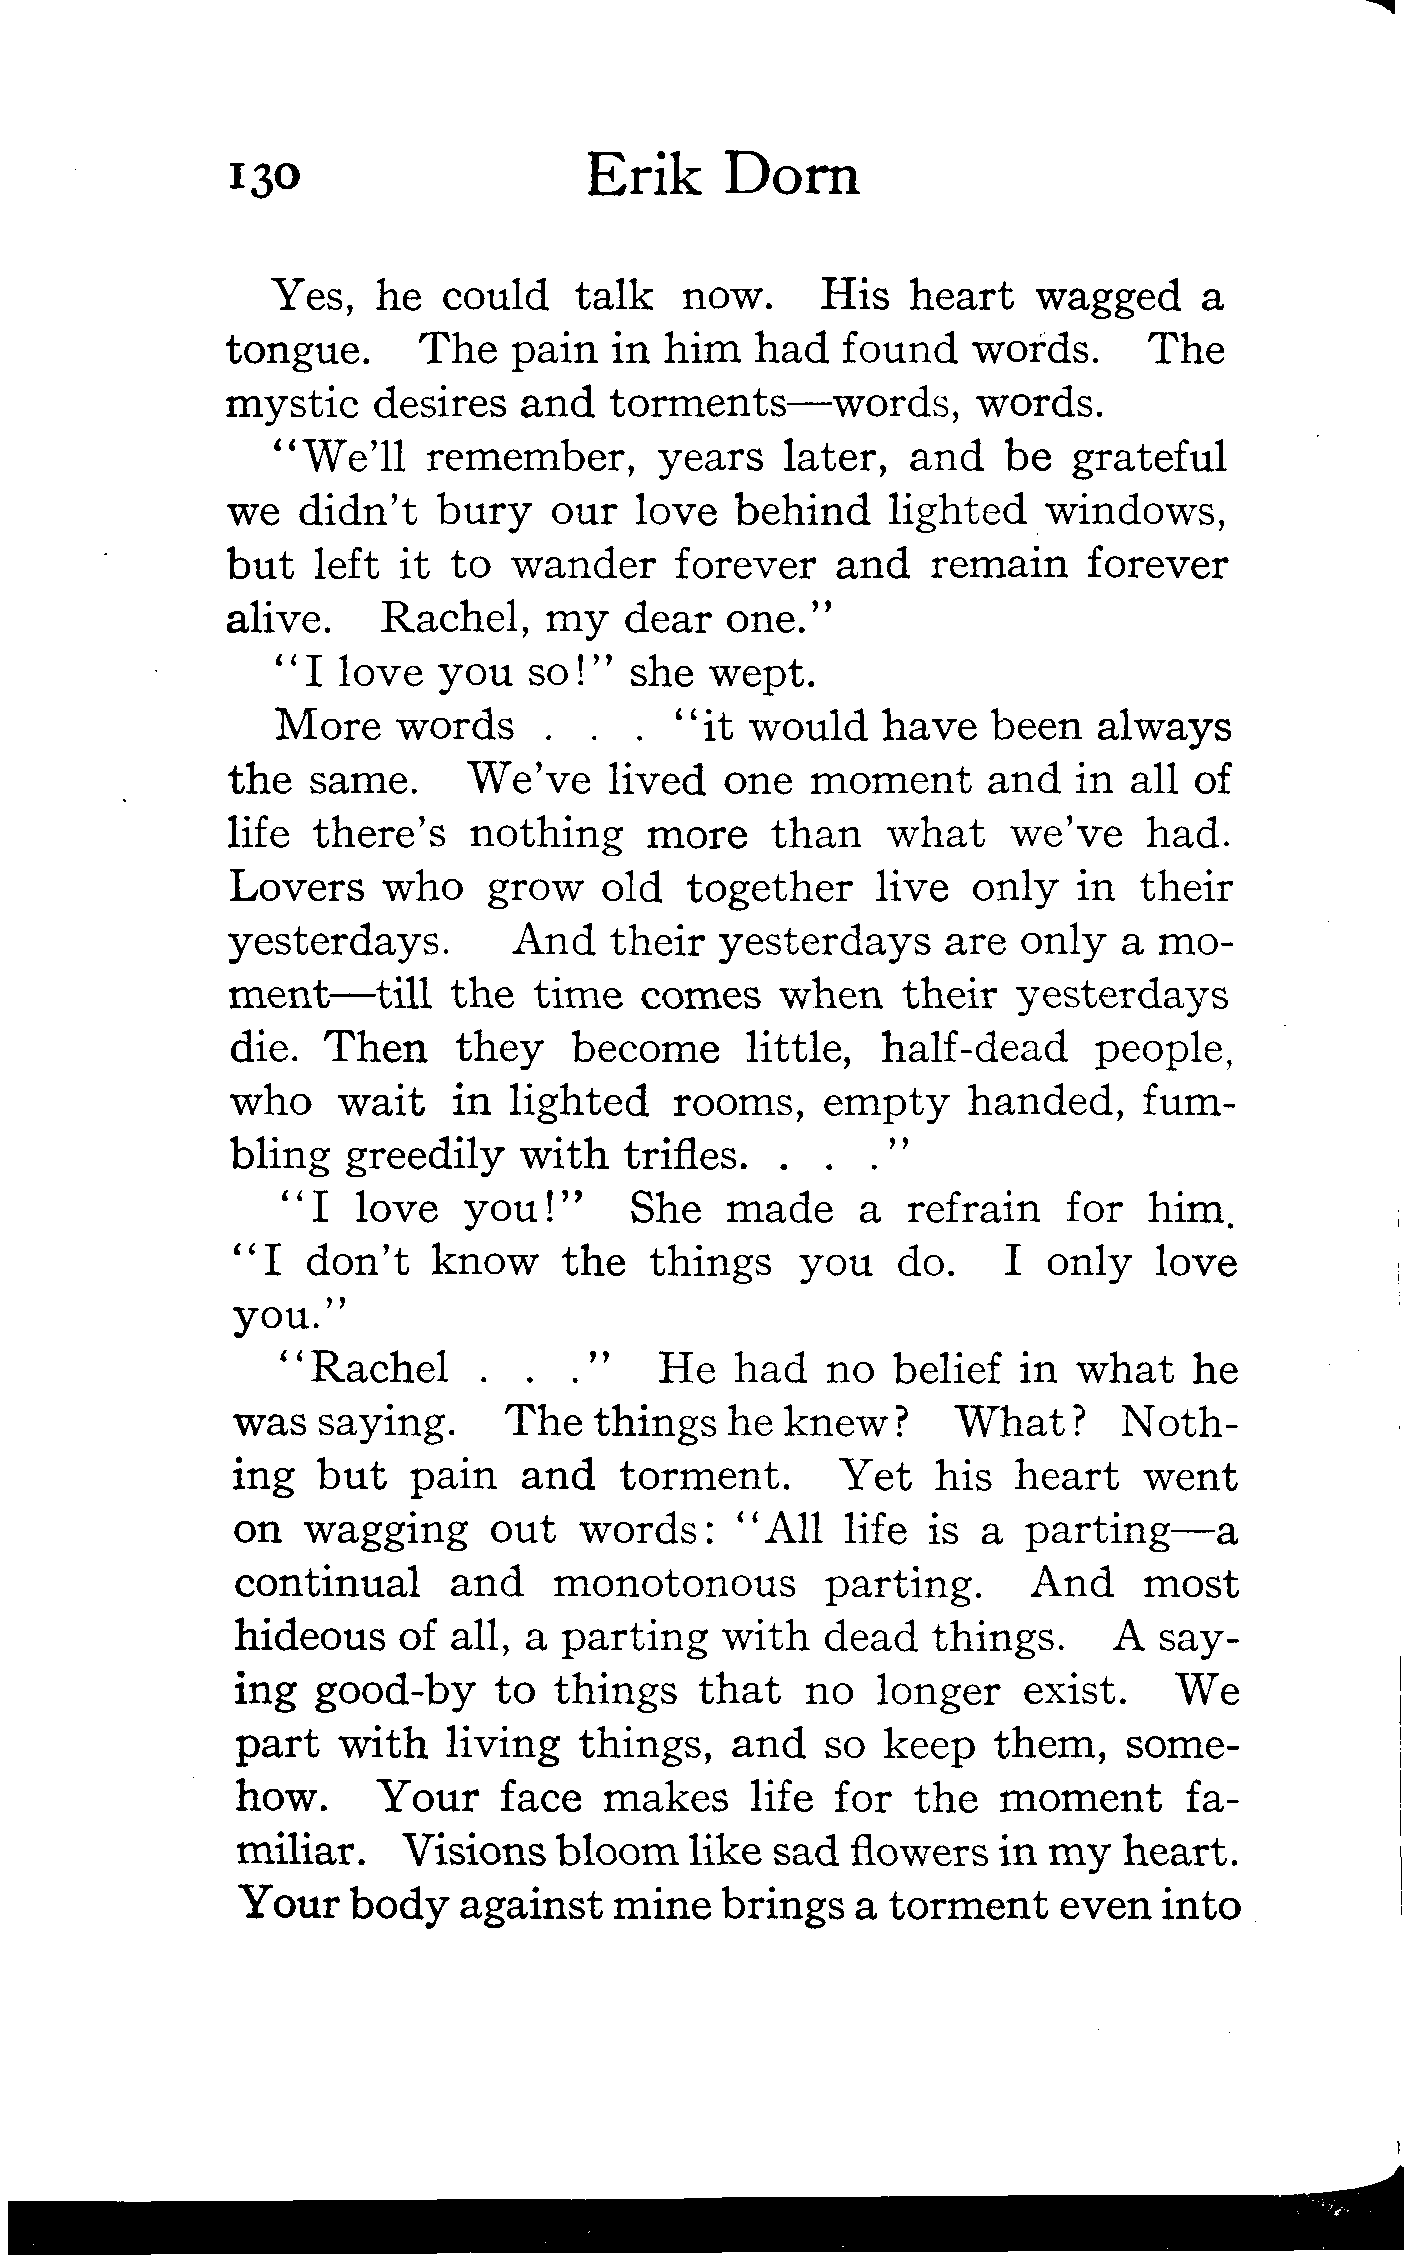 130 Erik Dorn
Yes, he could talk now. His heart wagged a
tongue. The pain in him had found words. The
mystic desires and torments—words, words.
"We'll remember, years later, and be grateful
we didn't bury our love behind lighted windows,
but left it to wander forever and remain forever
alive. Rachel, my dear one."
"I love you so!" she wept.
More words . . . "it would have been always
the same. We've lived one moment and in all of
life there's nothing more than what we've had.
Lovers who grow old together live only in their
yesterdays. And their yesterdays are only a mo-
ment—till the time comes when their yesterdays
die. Then they become little, half-dead people,
who wait in lighted rooms, empty handed, fum-
bling greedily with trifles. . . ."
"I love you!" She made a refrain for him.
"I don't know the things you do. I only love
you."
"Rachel . . ." He had no belief in what he
was saying. The things he knew? What? Noth-
ing but pain and torment. Yet his heart went
on wagging out words: "All life is a parting—a
continual and monotonous parting. And most
hideous of all, a parting with dead things. A say-
ing good-by to things that no longer exist. We
part with living things, and so keep them, some-
how. Your face makes life for the moment fa-
miliar. Visions bloom like sad flowers in my heart.
Your body against mine brings a torment even into